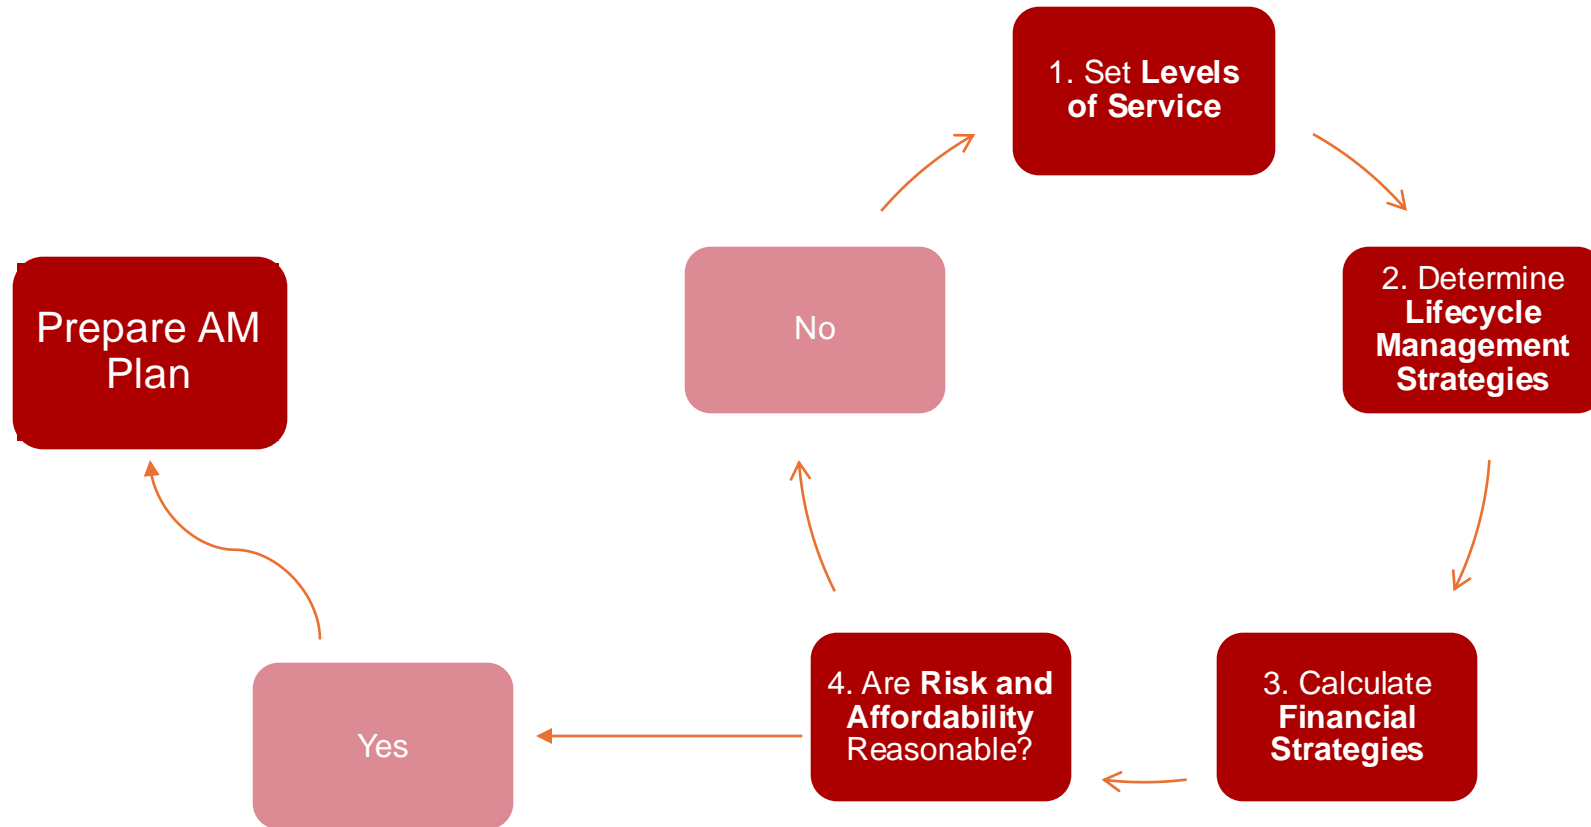 1. Set Levels
of Service
2. Determine
Lifecycle
Management
Strategies
3. Calculate
Financial
Strategies
4. Are Risk and
Affordability
Reasonable?
No
Yes
Prepare AM
Plan